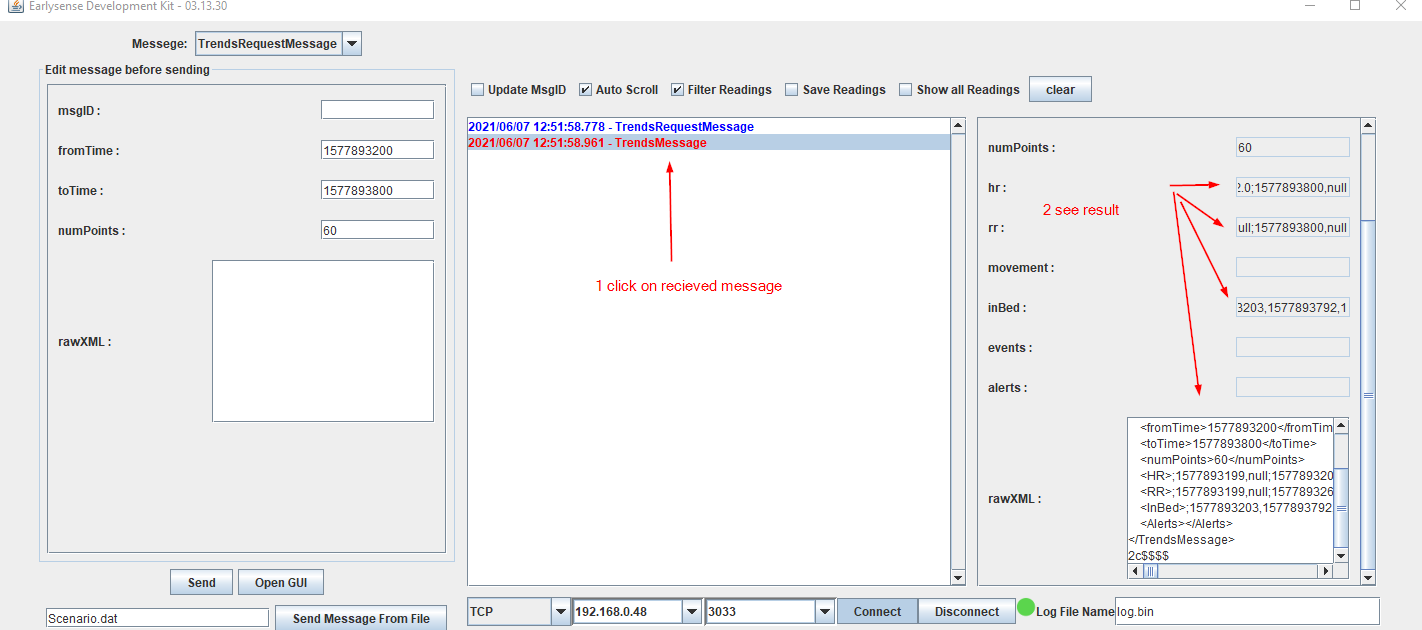 Earlysense Development Kit - 03.13.30
Messege: TrendsRequestMessage
Edit message before sending
msgID :
fromTime : 1577893200
toTime : 1577893800
numPoints : 60
rawXML :
Send Open GUI
Scenario.dat Send Message From File
Update MsgID Auto Scroll Filter Readings Save Readings Show all Readings clear
2021/06/07 12:51:58.778 - TrendsRequestMessage
2021/06/07 12:51:58.961 - TrendsMessage
1 click on recieved message
numPoints : 60
hr : 2.0;1577893800,null
2 see result
rr : ull;1577893800,null
movement :
inBed : 3203,1577893792,1
events :
alerts :
rawXML :
<fromTime>1577893200</fromTim
<toTime>1577893800</toTime>
<numPoints>60</numPoints>
<HR>;1577893199,null;157789320
<RR>;1577893199,null;157789326
<InBed>;1577893203,1577893792
<Alerts></Alerts>
</TrendsMessage>
2c$$$$
TCP 192.168.0.48 3033 Connect Disconnect Log File Name log.bin